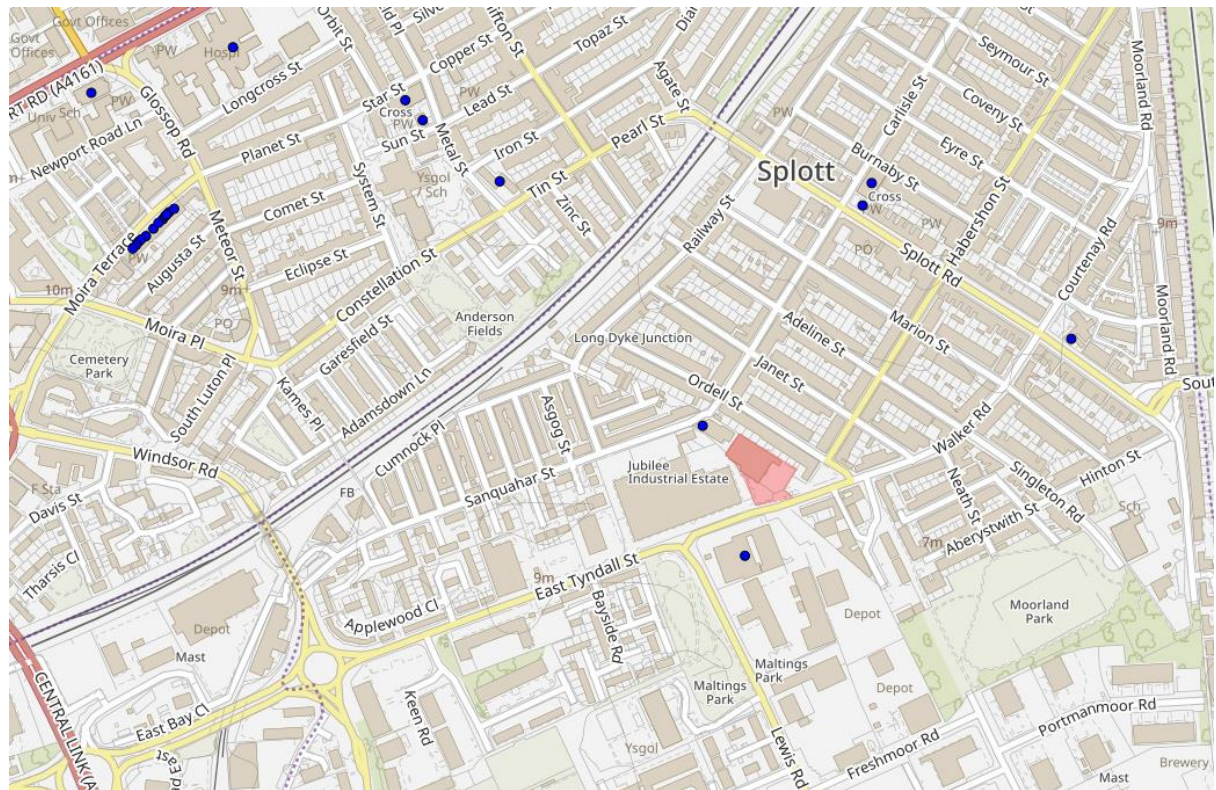 Govt Offices
Govt
Offices
PW
Hospl
Orbit St
Silve
Clifton St
Topaz St
Copper St
RT RD (A4161)
Sch
PW
Univ
Glossop Rd
Longcross St
Star St
Cross
PW
PW
Lead St
Agate St
Seymour St
Moorland Rd
Newport Road Ln
Planet St
Sun St
Metal St
Iron St
Pearl St
PW
Carlisle St
Coveny St
System St
Ysgol
/ Sch
Tin St
Zinc St
Splott
Burnaby St
Eyre St
Comet St
Cross
PW
PW
Habershon St
Courtenay Rd
9m
Moira Terrace
PW
Augusta St
Meteor St
Eclipse St
Constellation St
Railway St
PO
Splott Rd
10m
9m
Moira Pl
PO
Garesfield St
Anderson
Fields
Long Dyke Junction
Adeline St
Marion St
Moorland Rd
Cemetery
Park
South Luton Pl
Kames Pl
Adamsdown Ln
Janet St
Ordell St
Sout
Cumnock Pl
Asgog St
Walker Rd
Windsor Rd
F Sta
FB
Sanquahar St
Jubilee
Industrial Estate
Neath St
Singleton Rd
Hinton St
Sch
Davis St
Aberystwith St
7m
Tharsis Cl
9m
East Tyndall St
Applewood Cl
Bayside Rd
Depot
Moorland
Park
Depot
Mast
Maltings
Park
Maltings
Park
Depot
CENTRAL LINK (A
East Bay Cl
Keen Rd
Ysgol
Lewis Rd
Freshmoor Rd
Portmanmoor Rd
Mast
Brewery